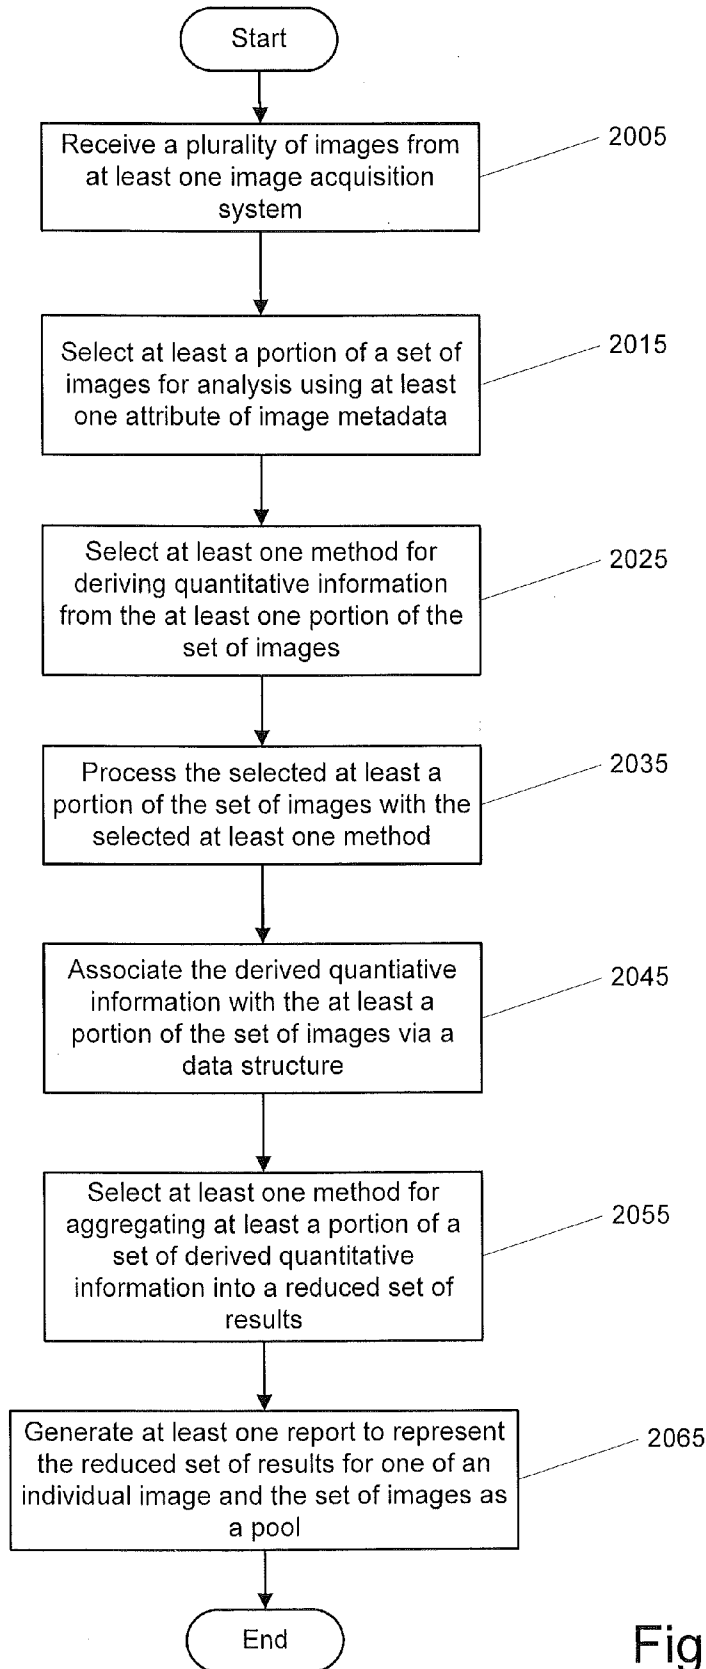 Start
Receive a plurality of images from
at least one image acquisition
system
2005
Select at least a portion of a set of
images for analysis using at least
one attribute of image metadata
2015
Select at least one method for
deriving quantitative information
from the at least one portion of the
set of images
2025
Process the selected at least a
portion of the set of images with the
selected at least one method
2035
Associate the derived quantiative
information with the at least a
portion of the set of images via a
data structure
2045
Select at least one method for
aggregating at least a portion of a
set of derived quantitative
information into a reduced set of
results
2055
Generate at least one report to represent
the reduced set of results for one of an
individual image and the set of images as
a pool
2065
End
Fig